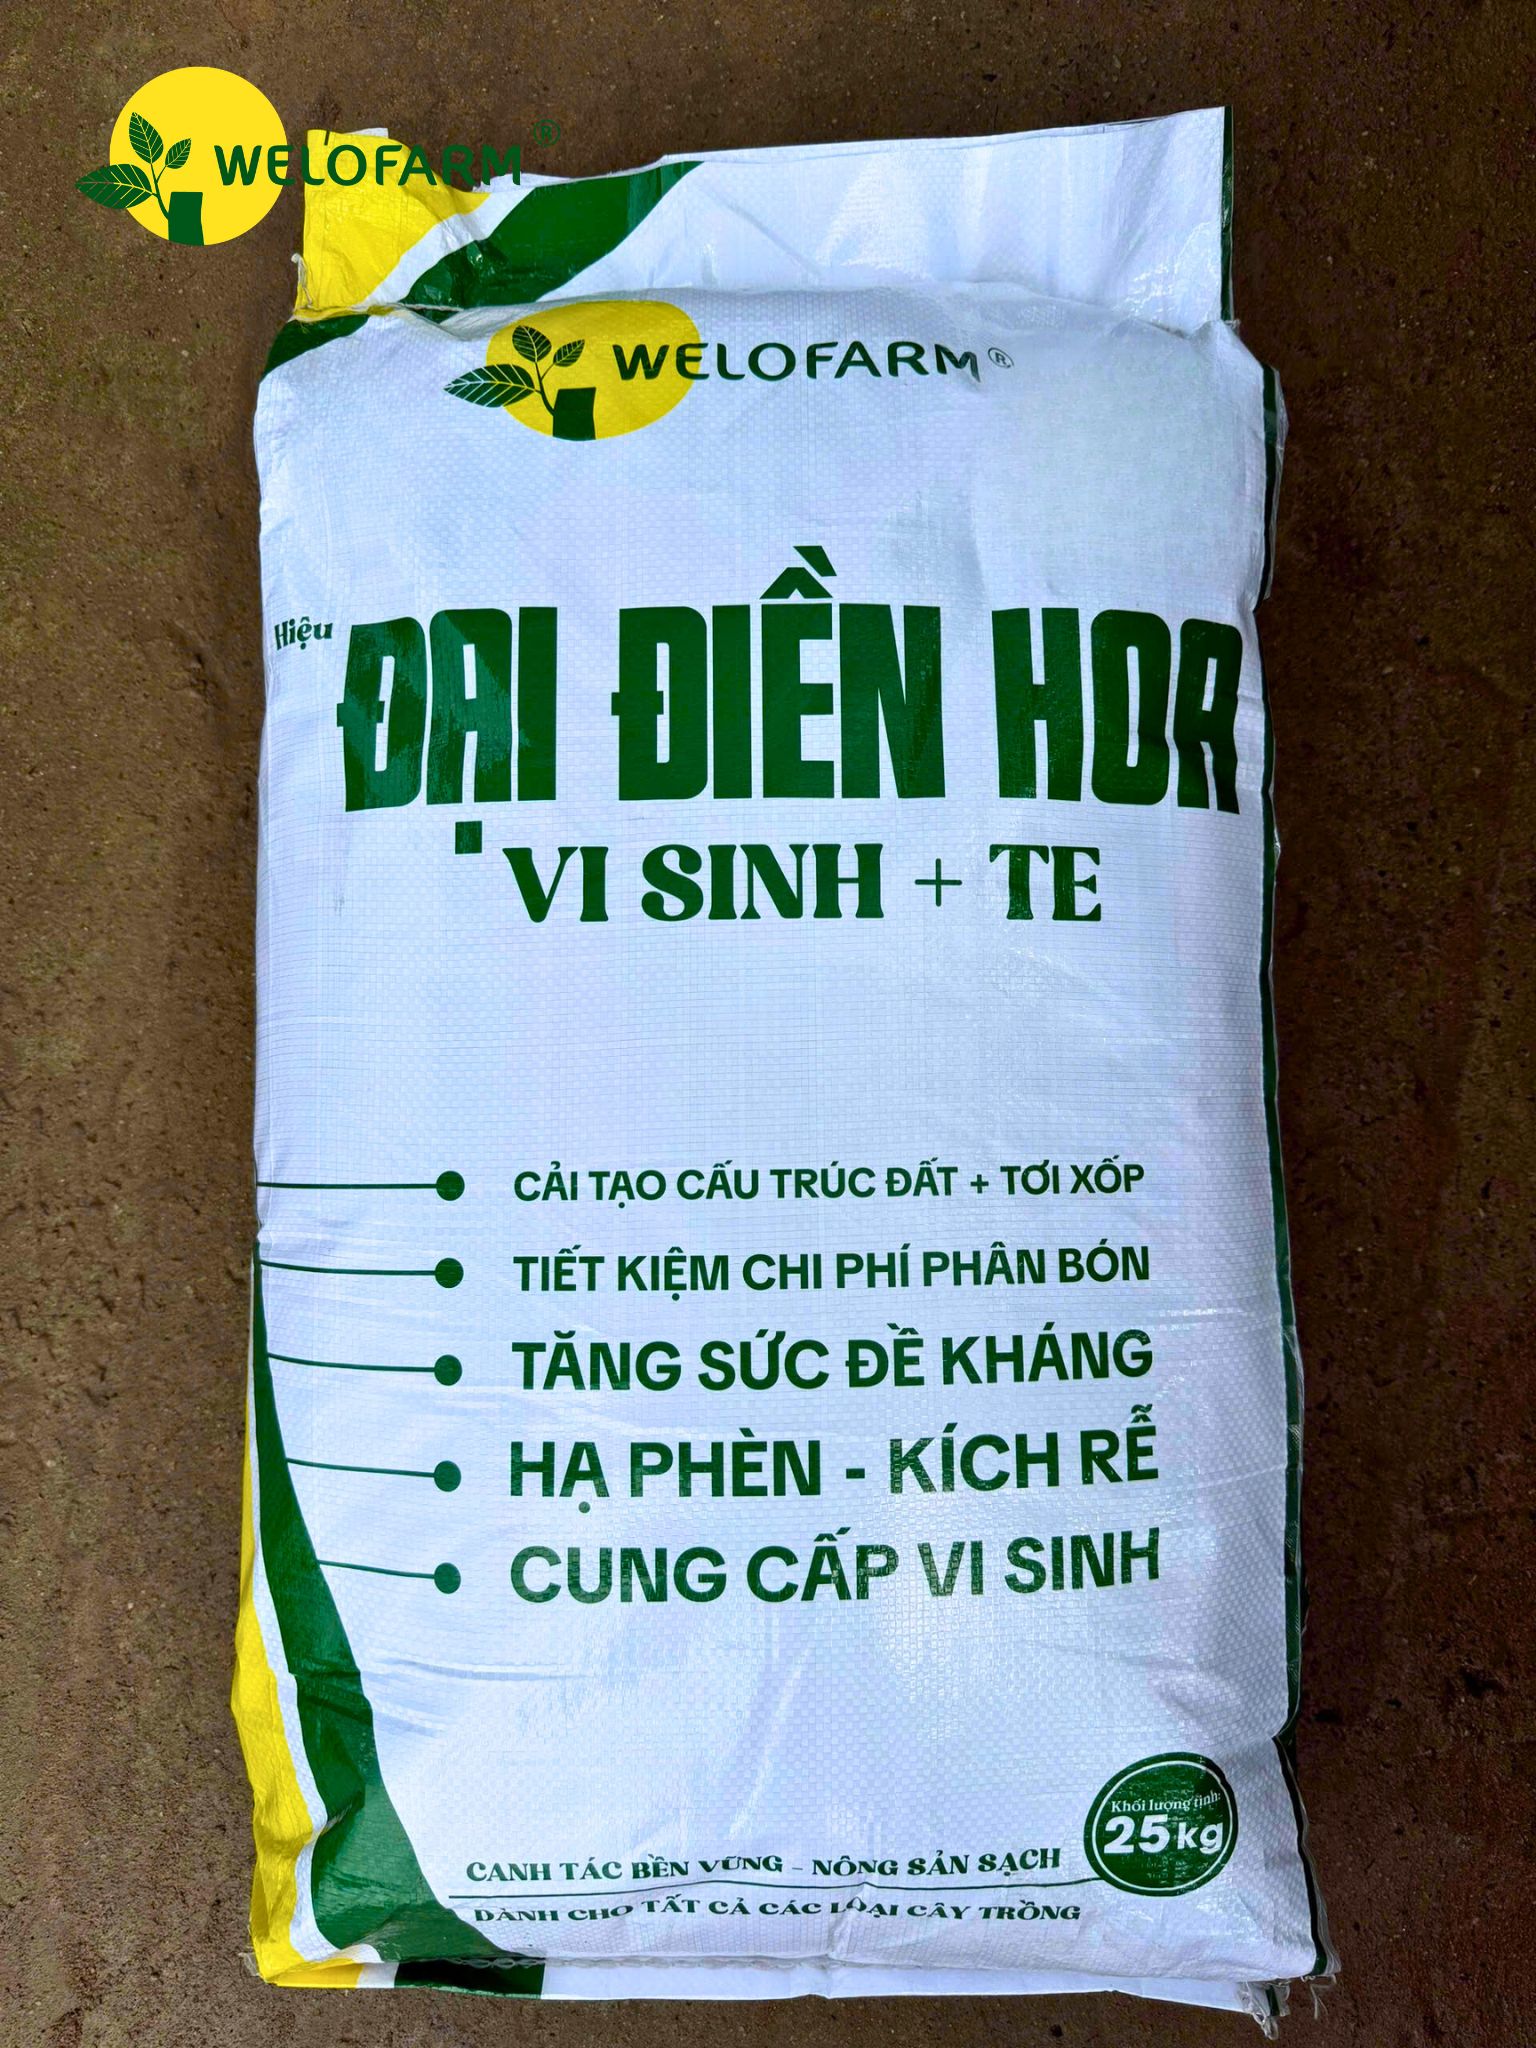 WELOFARM ®
WELOFARM ®
Hiệu
ĐẠI ĐIỀN HOA
VI SINH + TE
CẢI TẠO CẤU TRÚC ĐẤT + TƠI XỐP
TIẾT KIỆM CHI PHÍ PHÂN BÓN
TĂNG SỨC ĐỀ KHÁNG
HẠ PHÈN - KÍCH RỄ
CUNG CẤP VI SINH
Khối lượng tịnh:
25 kg
CANH TÁC BỀN VỮNG - NÔNG SẢN SẠCH
DÀNH CHO TẤT CẢ CÁC LOẠI CÂY TRỒNG